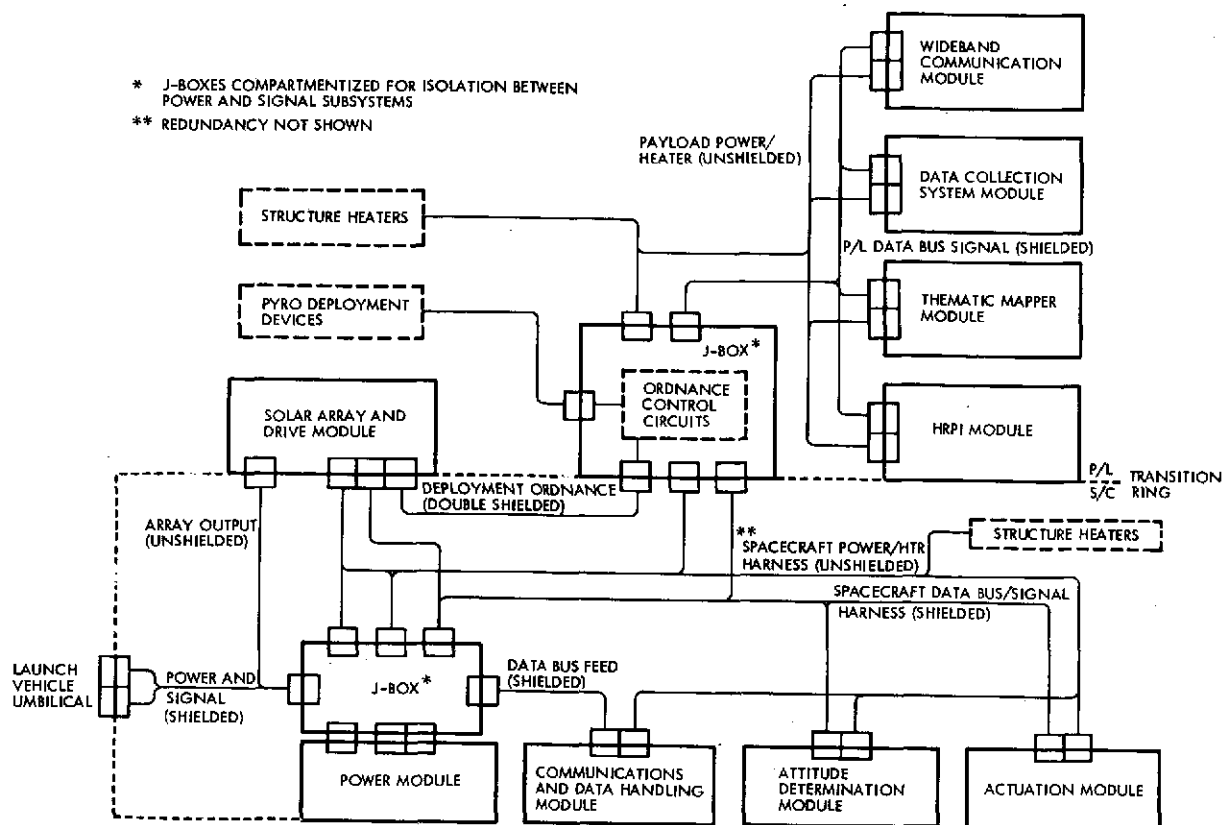 * J-BOXES COMPARTMENTIZED FOR ISOLATION BETWEEN
POWER AND SIGNAL SUBSYSTEMS
** REDUNDANCY NOT SHOWN
WIDEBAND
COMMUNICATION
MODULE
PAYLOAD POWER/
HEATER (UNSHIELDED)
DATA COLLECTION
SYSTEM MODULE
STRUCTURE HEATERS
P/L DATA BUS SIGNAL (SHIELDED)
PYRO DEPLOYMENT
DEVICES
THEMATIC MAPPER
MODULE
J-BOX*
ORDNANCE
CONTROL
CIRCUITS
SOLAR ARRAY AND
DRIVE MODULE
HRPI MODULE
P/L
S/C
TRANSITION
RING
DEPLOYMENT ORDNANCE
(DOUBLE SHIELDED)
ARRAY OUTPUT
(UNSHIELDED)
**
SPACECRAFT POWER/HTR
HARNESS (UNSHIELDED)
STRUCTURE HEATERS
SPACECRAFT DATA BUS/SIGNAL
HARNESS (SHIELDED)
LAUNCH
VEHICLE
UMBILICAL
POWER AND
SIGNAL
(SHIELDED)
J-BOX*
DATA BUS FEED
(SHIELDED)
POWER MODULE
COMMUNICATIONS
AND DATA HANDLING
MODULE
ATTITUDE
DETERMINATION
MODULE
ACTUATION MODULE